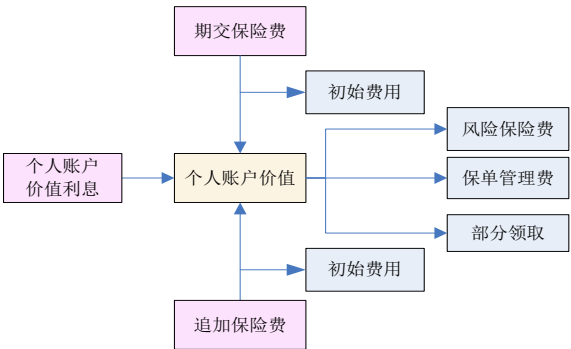 期交保险费
初始费用
风险保险费
个人账户
价值利息
个人账户价值
保单管理费
部分领取
初始费用
追加保险费